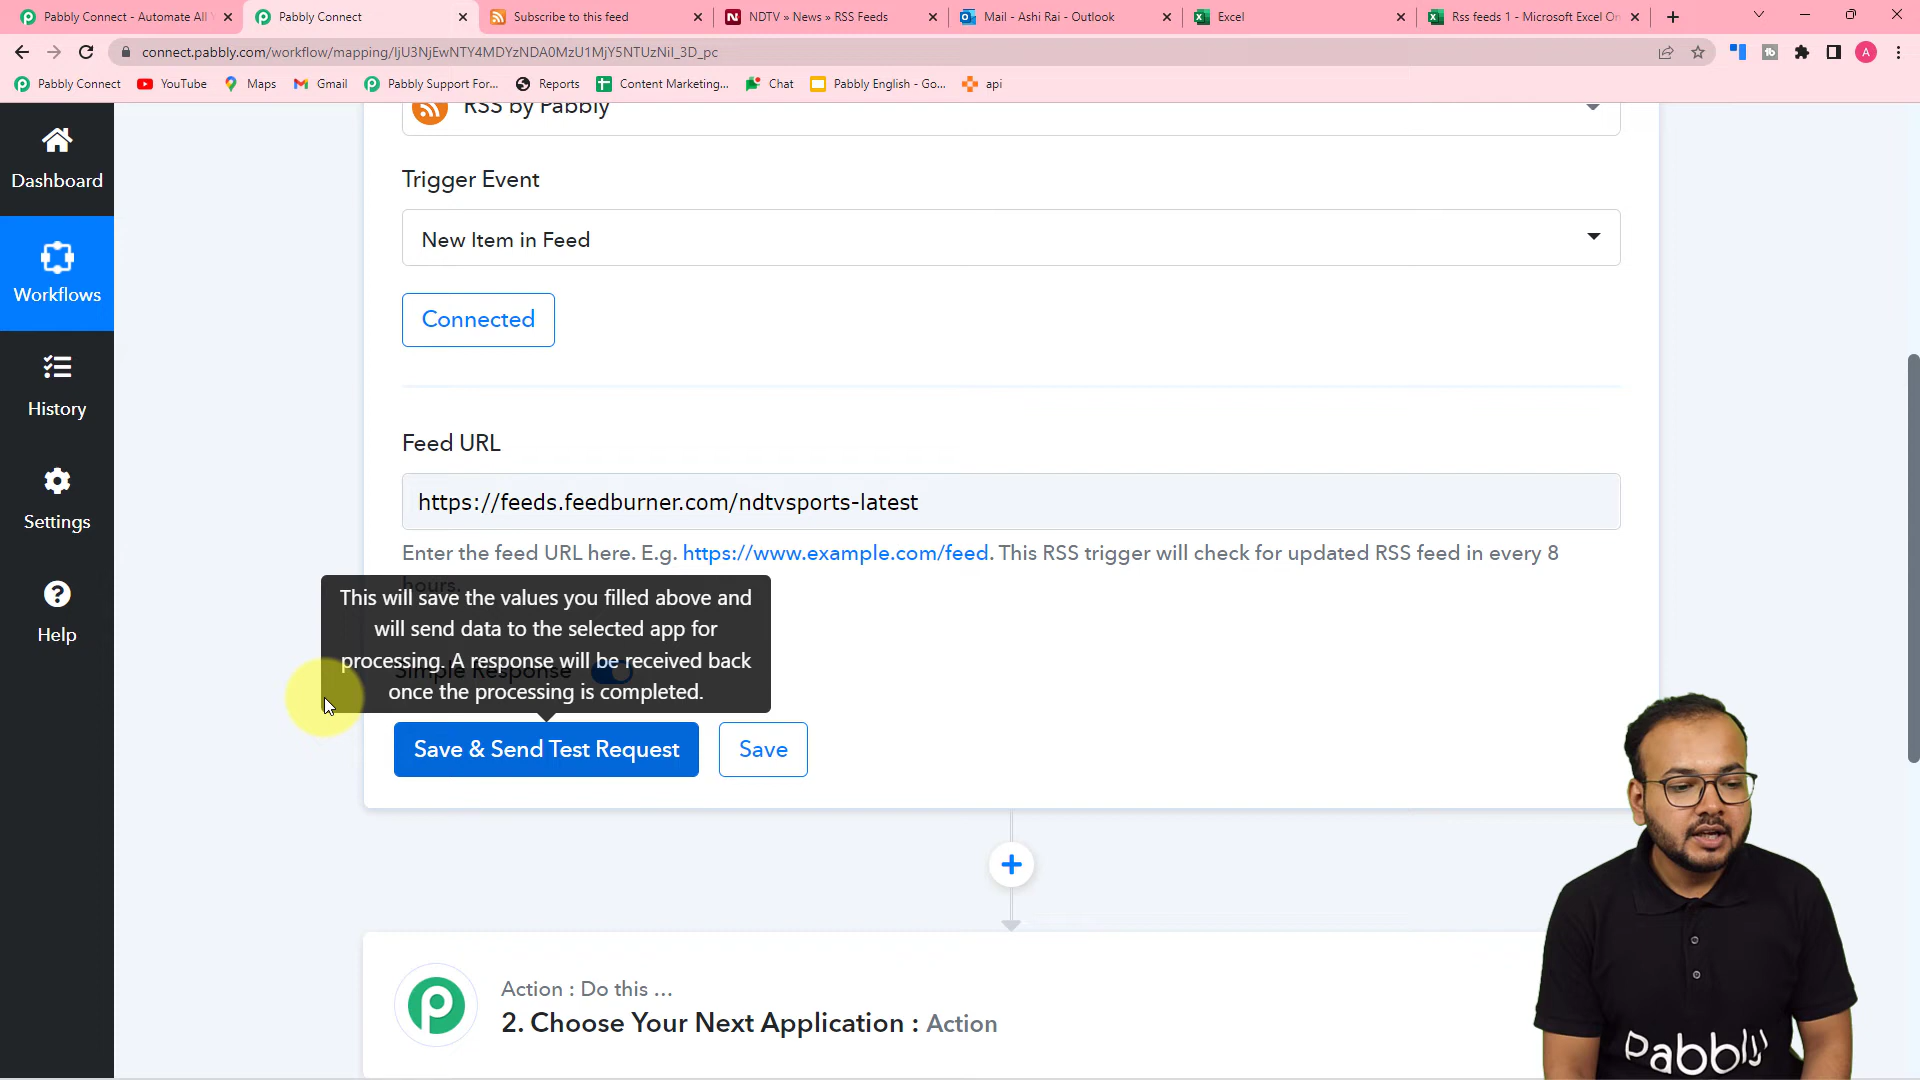 Pabbly Connect - Automate All Y
Pabbly Connect
Subscribe to this feed
NDTV » News » RSS Feeds
Mail - Ashi Rai - Outlook
Excel
Rss feeds 1 - Microsoft Excel On
Pabbly Connect
YouTube
Maps
Gmail
Pabbly Support For...
Reports
Content Marketing...
Chat
Pabbly English - Go...
api
Dashboard
Workflows
History
Settings
Help
RSS by Pabbly
Trigger Event
New Item in Feed
Connected
Feed URL
https://feeds.feedburner.com/ndtvsports-latest
Enter the feed URL here. E.g. https://www.example.com/feed. This RSS trigger will check for updated RSS feed in every 8
hours.
This will save the values you filled above and
will send data to the selected app for
processing. A response will be received back
once the processing is completed.
Simple Response
Save & Send Test Request
Save
Action : Do this ...
2. Choose Your Next Application : Action
Pabbly